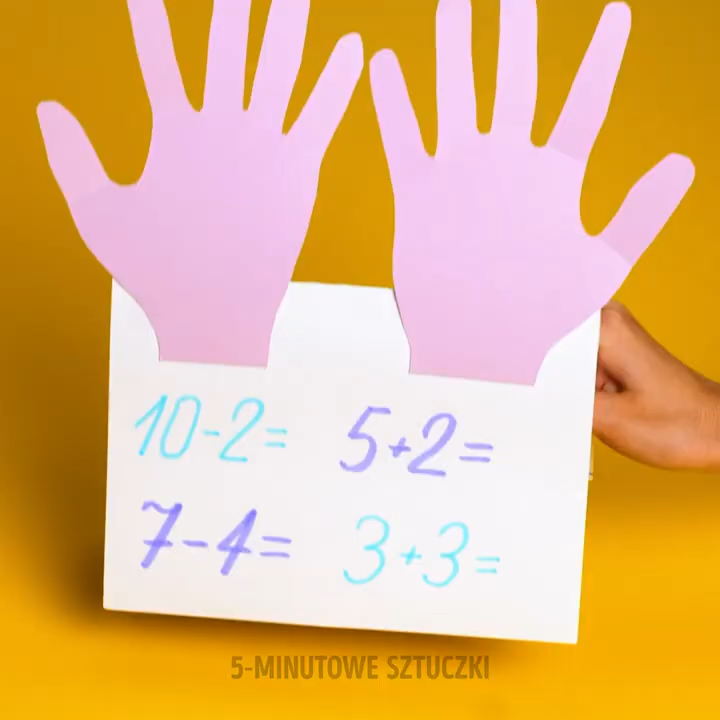 10-2= 5+2=
7-4= 3+3=
5-MINUTOWE SZTUCZKI